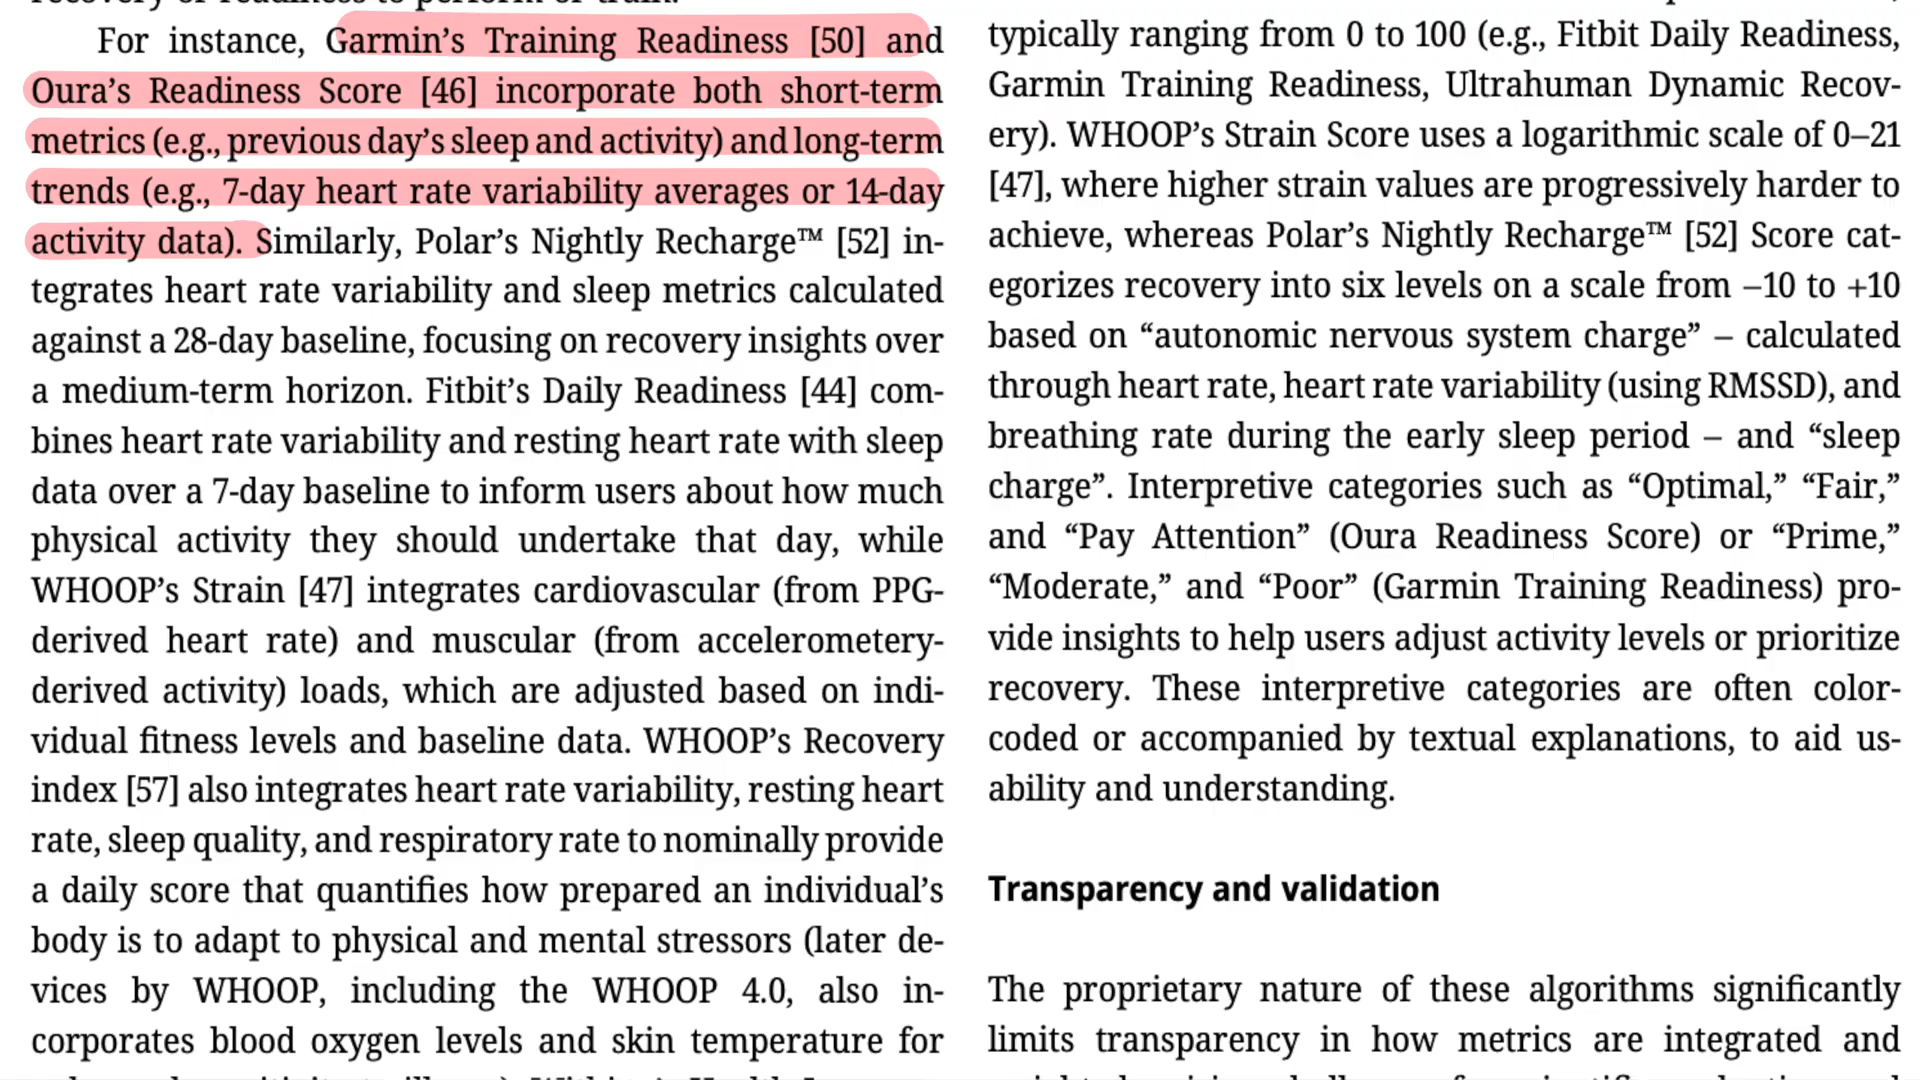 For instance, Garmin’s Training Readiness [50] and
Oura’s Readiness Score [46] incorporate both short-term
metrics (e.g., previous day’s sleep and activity) and long-term
trends (e.g., 7-day heart rate variability averages or 14-day
activity data). Similarly, Polar’s Nightly Recharge™ [52] in-
tegrates heart rate variability and sleep metrics calculated
against a 28-day baseline, focusing on recovery insights over
a medium-term horizon. Fitbit’s Daily Readiness [44] com-
bines heart rate variability and resting heart rate with sleep
data over a 7-day baseline to inform users about how much
physical activity they should undertake that day, while
WHOOP’s Strain [47] integrates cardiovascular (from PPG-
derived heart rate) and muscular (from accelerometery-
derived activity) loads, which are adjusted based on indi-
vidual fitness levels and baseline data. WHOOP’s Recovery
index [57] also integrates heart rate variability, resting heart
rate, sleep quality, and respiratory rate to nominally provide
a daily score that quantifies how prepared an individual’s
body is to adapt to physical and mental stressors (later de-
vices by WHOOP, including the WHOOP 4.0, also in-
corporates blood oxygen levels and skin temperature for
typically ranging from 0 to 100 (e.g., Fitbit Daily Readiness,
Garmin Training Readiness, Ultrahuman Dynamic Recov-
ery). WHOOP’s Strain Score uses a logarithmic scale of 0–21
[47], where higher strain values are progressively harder to
achieve, whereas Polar’s Nightly Recharge™ [52] Score cat-
egorizes recovery into six levels on a scale from −10 to +10
based on “autonomic nervous system charge” – calculated
through heart rate, heart rate variability (using RMSSD), and
breathing rate during the early sleep period – and “sleep
charge”. Interpretive categories such as “Optimal,” “Fair,”
and “Pay Attention” (Oura Readiness Score) or “Prime,”
“Moderate,” and “Poor” (Garmin Training Readiness) pro-
vide insights to help users adjust activity levels or prioritize
recovery. These interpretive categories are often color-
coded or accompanied by textual explanations, to aid us-
ability and understanding.
Transparency and validation
The proprietary nature of these algorithms significantly
limits transparency in how metrics are integrated and